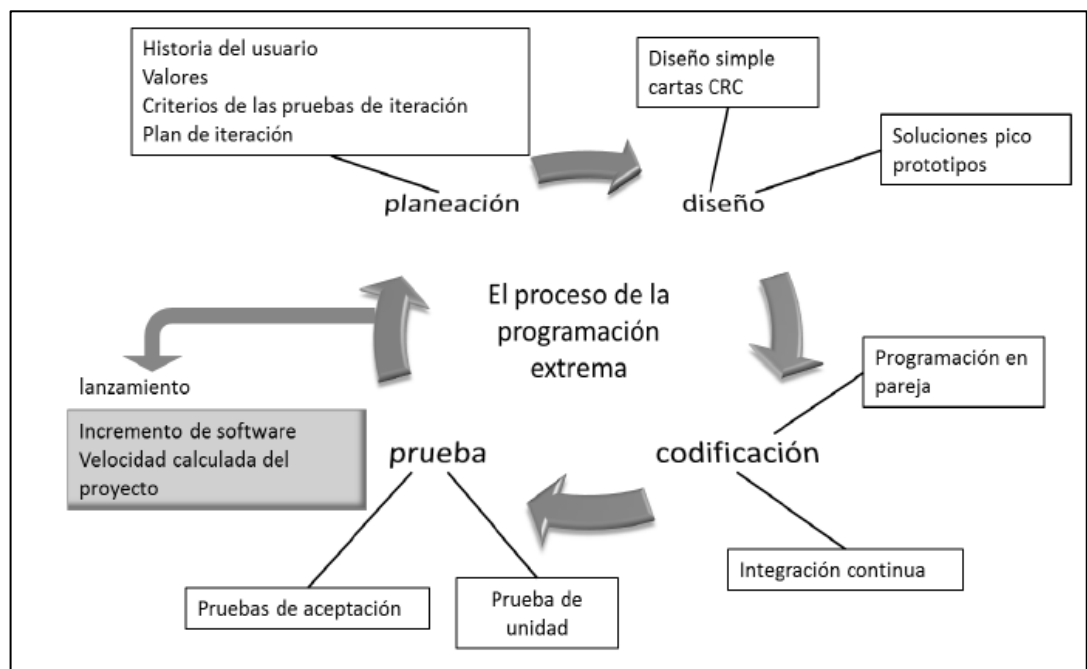 Historia del usuario
Valores
Criterios de las pruebas de iteración
Plan de iteración
Diseño simple
cartas CRC
Soluciones pico
prototipos
planeación
diseño
El proceso de la
programación
extrema
lanzamiento
Incremento de software
Velocidad calculada del
proyecto
Programación en
pareja
prueba
codificación
Integración continua
Pruebas de aceptación
Prueba de
unidad